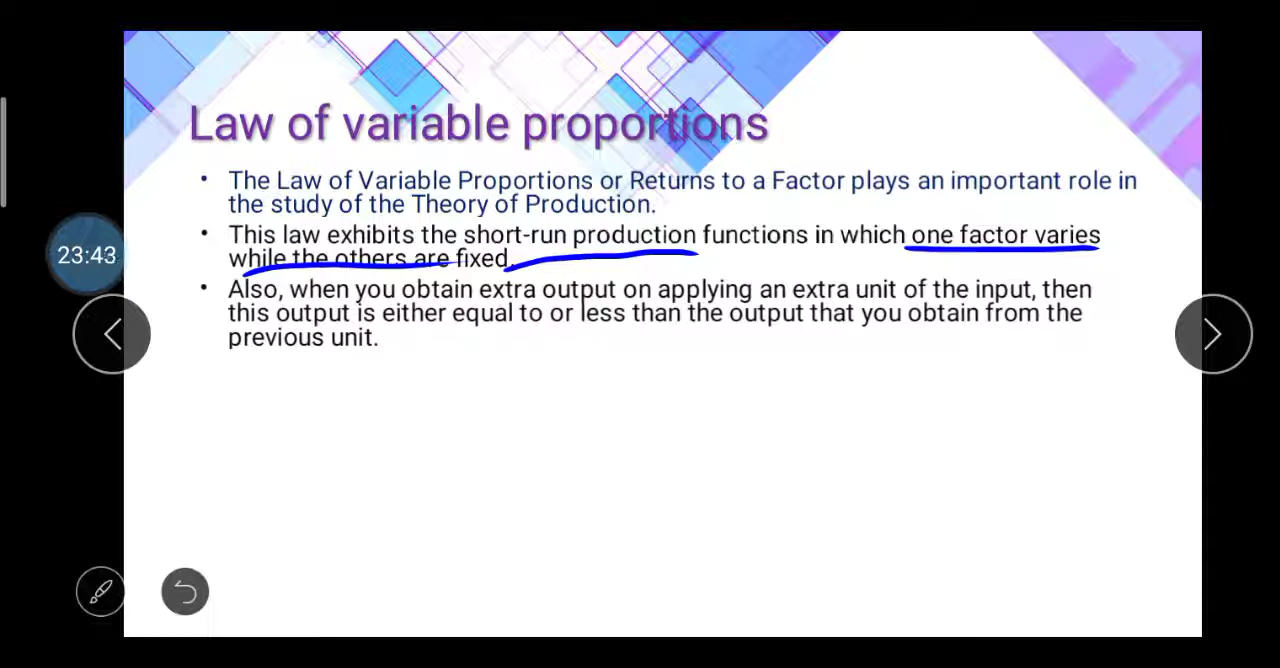 Law of variable proportions
• The Law of Variable Proportions or Returns to a Factor plays an important role in
the study of the Theory of Production.
• This law exhibits the short-run production functions in which one factor varies
while the others are fixed.
• Also, when you obtain extra output on applying an extra unit of the input, then
this output is either equal to or less than the output that you obtain from the
previous unit.
23:43